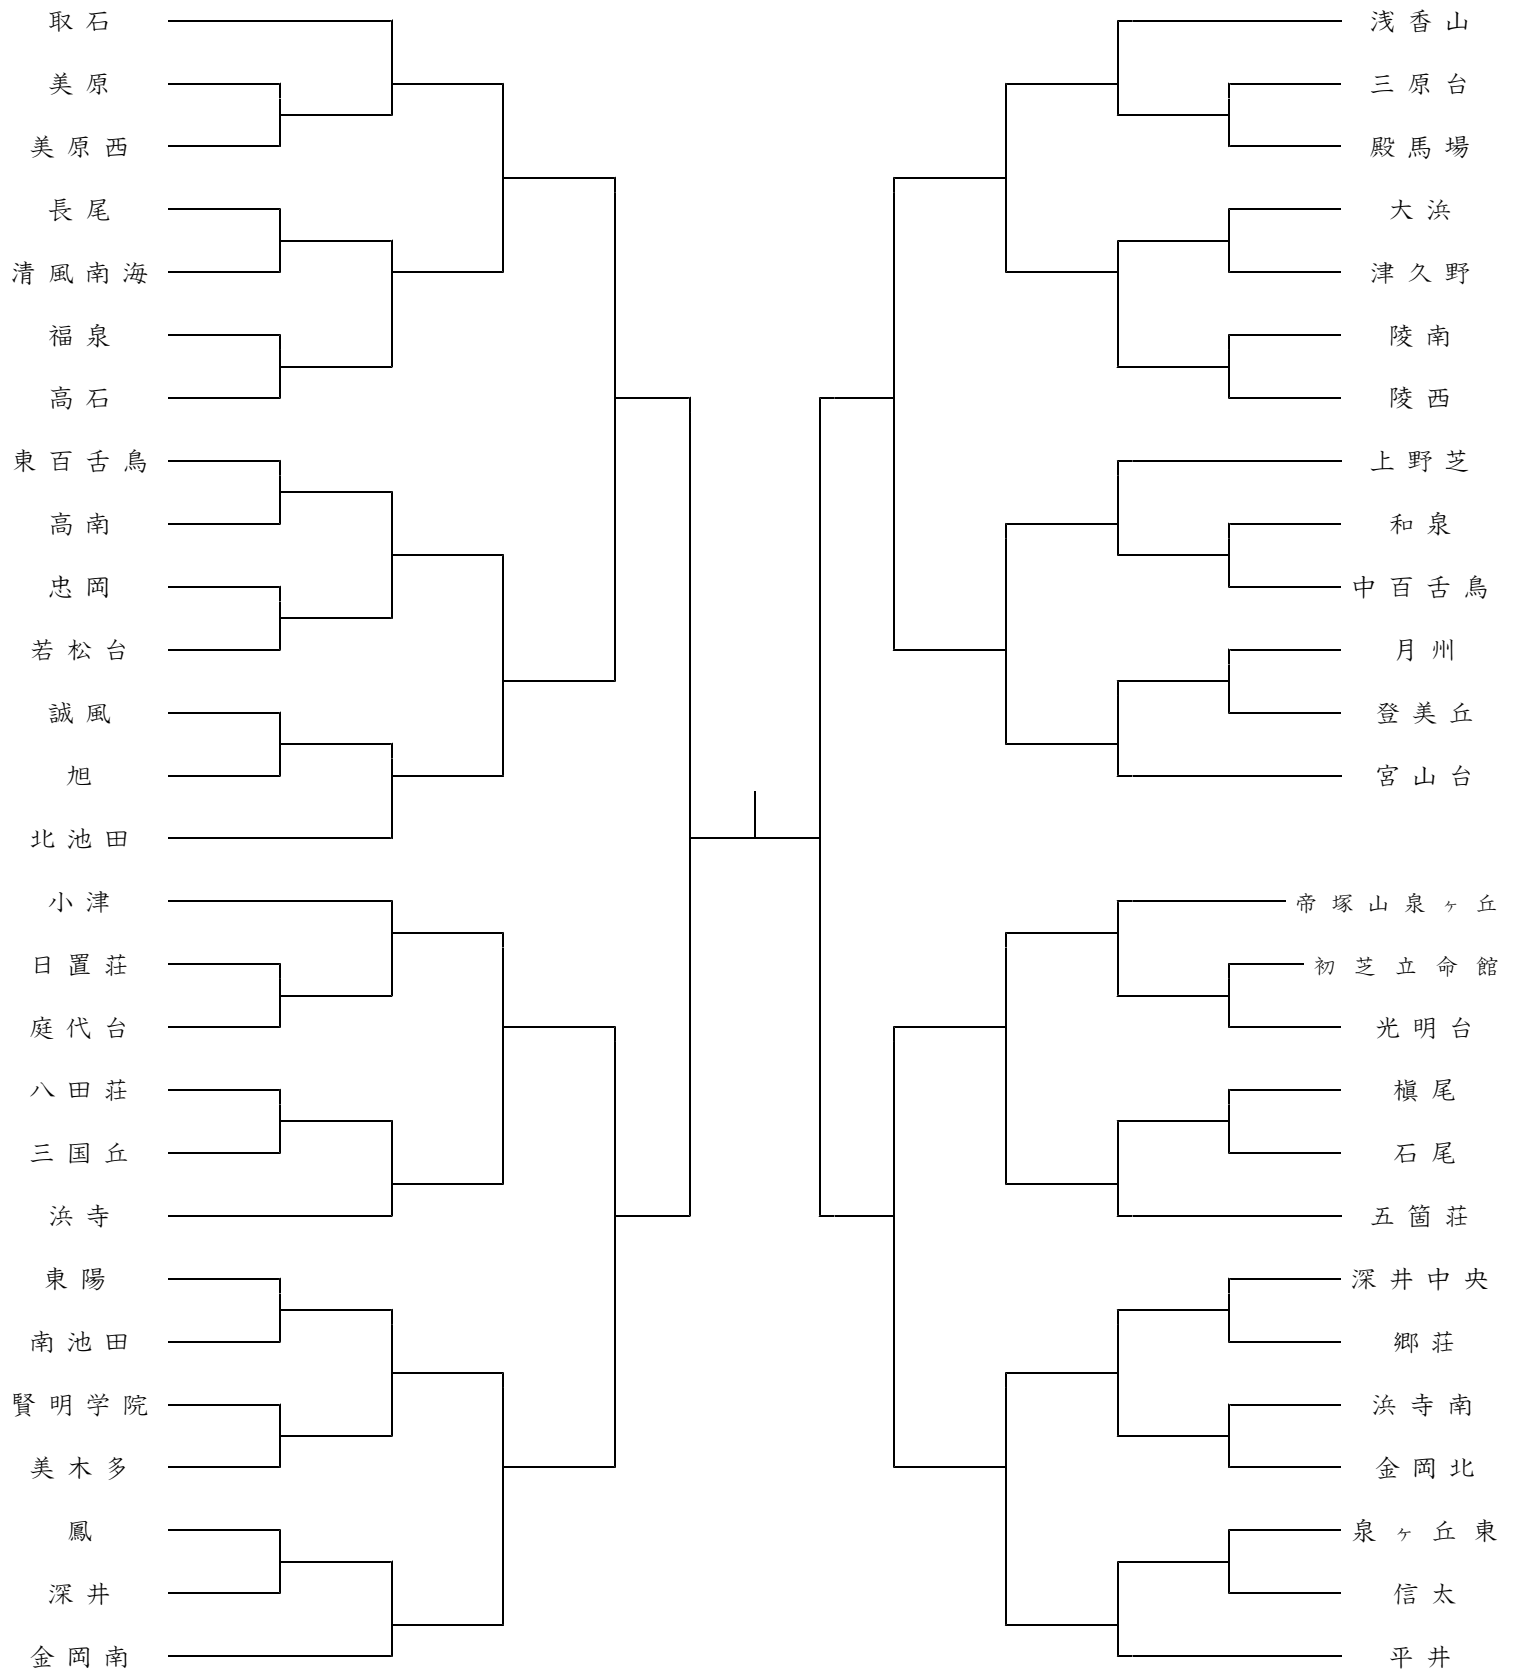 取石
美原
美原西
長尾
清風南海
福泉
高石
東百舌鳥
高南
忠岡
若松台
誠風
旭
北池田
小津
日置荘
庭代台
八田荘
三国丘
浜寺
東陽
南池田
賢明学院
美木多
鳳
深井
金岡南
浅香山
三原台
殿馬場
大浜
津久野
陵南
陵西
上野芝
和泉
中百舌鳥
月州
登美丘
宮山台
帝塚山泉ヶ丘
初芝立命館
光明台
槇尾
石尾
五箇荘
深井中央
郷荘
浜寺南
金岡北
泉ヶ丘東
信太
平井